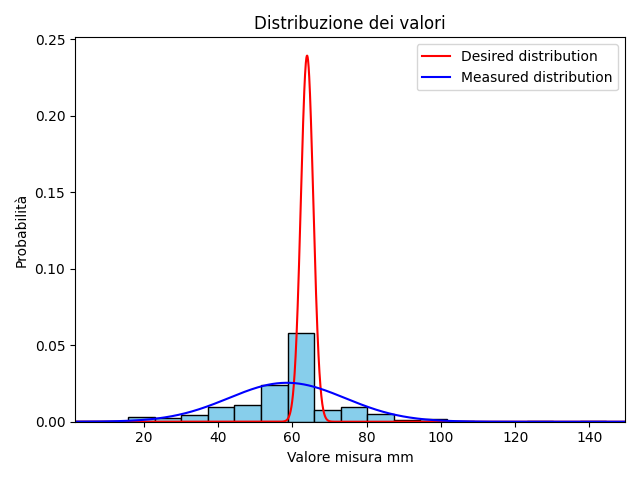 Distribuzione dei valori
Desired distribution
Measured distribution
0.25
0.20
0.15
0.10
0.05
0.00
Probabilità
20 40 60 80 100 120 140
Valore misura mm